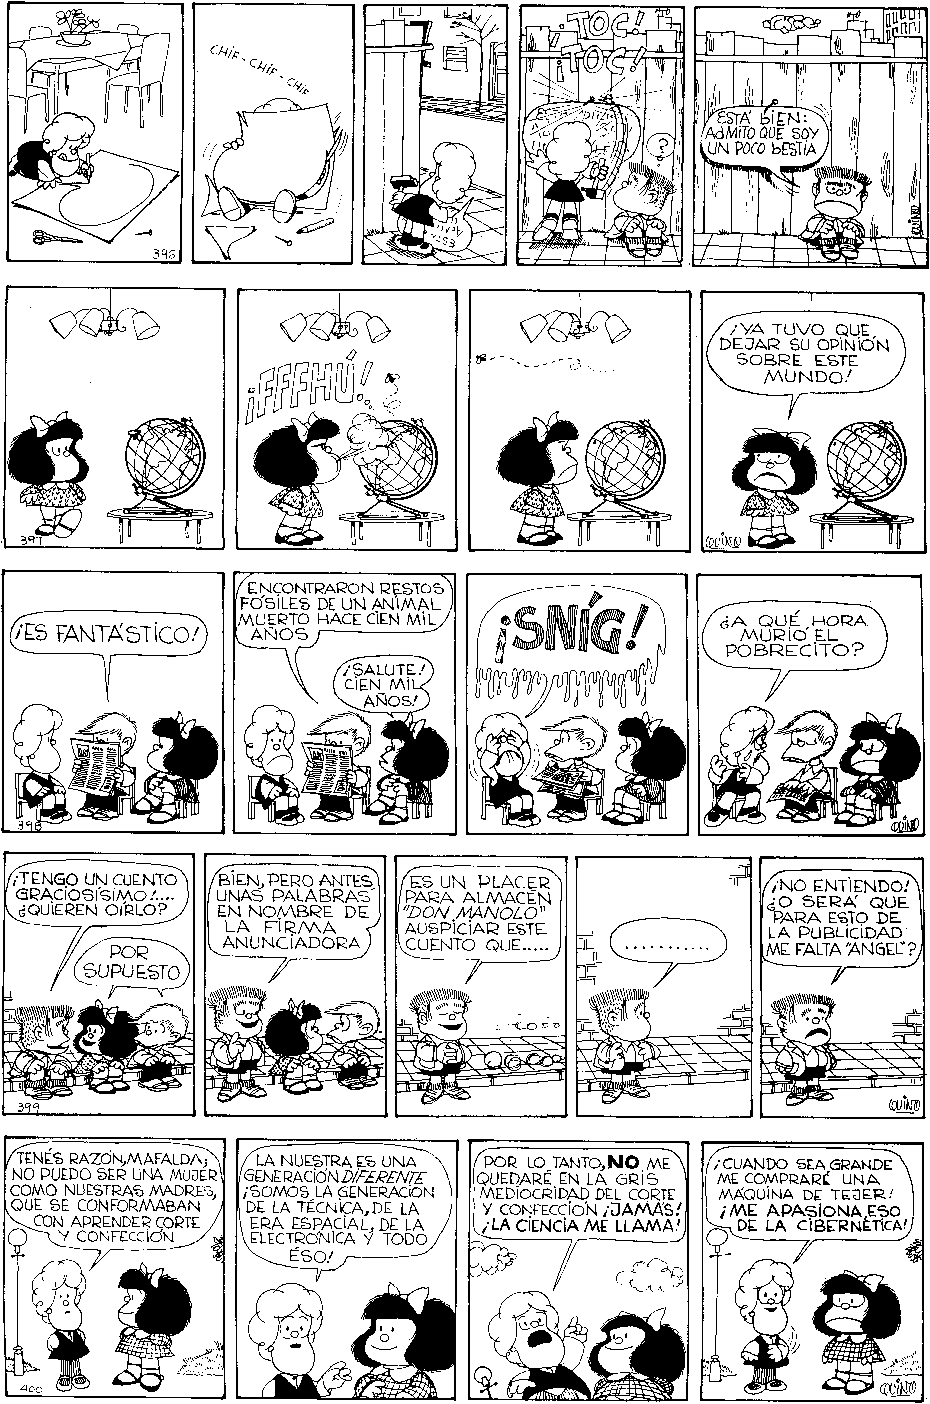 396
CHIF-CHIF-CHIF
¡TOC!
¡TOC!
?
ESTÁ BIEN:
ADMITO QUE SOY
UN POCO BESTIA
QUINO
397
¡FFFHÚ!
¡YA TUVO QUE
DEJAR SU OPINIÓN
SOBRE ESTE
MUNDO!
QUINO
¡ES FANTÁSTICO!
398
ENCONTRARON RESTOS
FÓSILES DE UN ANIMAL
MUERTO HACE CIEN MIL
AÑOS
¡SALUTE!
CIEN MIL
AÑOS!
¡SNÍG!
¿A QUÉ HORA
MURIÓ EL
POBRECITO?
QUINO
¡TENGO UN CUENTO
GRACIOSÍSIMO!....
¿QUIEREN OIRLO?
POR
SUPUESTO
399
BIEN, PERO ANTES
UNAS PALABRAS
EN NOMBRE DE
LA FIRMA
ANUNCIADORA
ES UN PLACER
PARA ALMACÉN
"DON MANOLO"
AUSPICIAR ESTE
CUENTO QUE.....
............
¡NO ENTIENDO!
¿O SERÁ QUE
PARA ESTO DE
LA PUBLICIDAD
ME FALTA "ANGEL"?
QUINO
TENÉS RAZÓN, MAFALDA;
NO PUEDO SER UNA MUJER
COMO NUESTRAS MADRES,
QUE SE CONFORMABAN
CON APRENDER CORTE
Y CONFECCIÓN
400
LA NUESTRA ES UNA
GENERACIÓN DIFERENTE
¡SOMOS LA GENERACIÓN
DE LA TÉCNICA, DE LA
ERA ESPACIAL, DE LA
ELECTRÓNICA Y TODO
ESO!
POR LO TANTO, NO ME
QUEDARÉ EN LA GRIS
MEDIOCRIDAD DEL CORTE
Y CONFECCIÓN ¡JAMÁS!
¡LA CIENCIA ME LLAMA!
¡CUANDO SEA GRANDE
ME COMPRARÉ UNA
MÁQUINA DE TEJER!
¡ME APASIONA ESO
DE LA CIBERNÉTICA!
QUINO